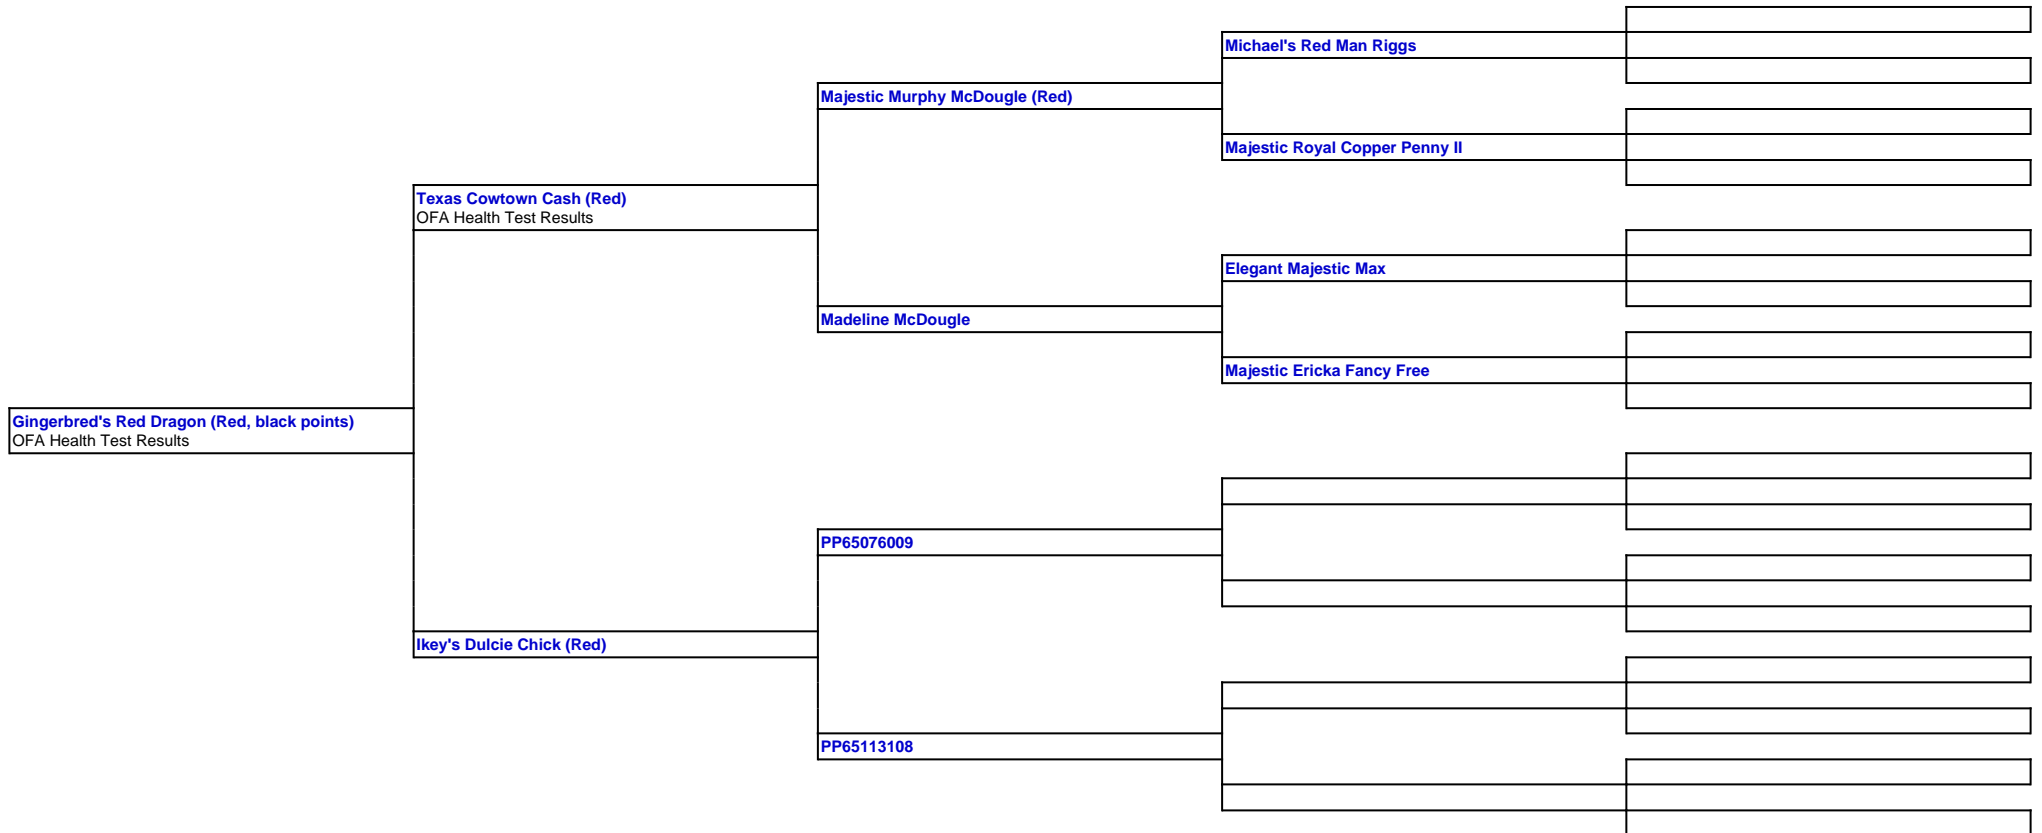 Michael's Red Man Riggs
Majestic Murphy McDougle (Red)
Majestic Royal Copper Penny II
Texas Cowtown Cash (Red)
OFA Health Test Results
Elegant Majestic Max
Madeline McDougle
Majestic Ericka Fancy Free
Gingerbred's Red Dragon (Red, black points)
OFA Health Test Results
PP65076009
Ikey's Dulcie Chick (Red)
PP65113108